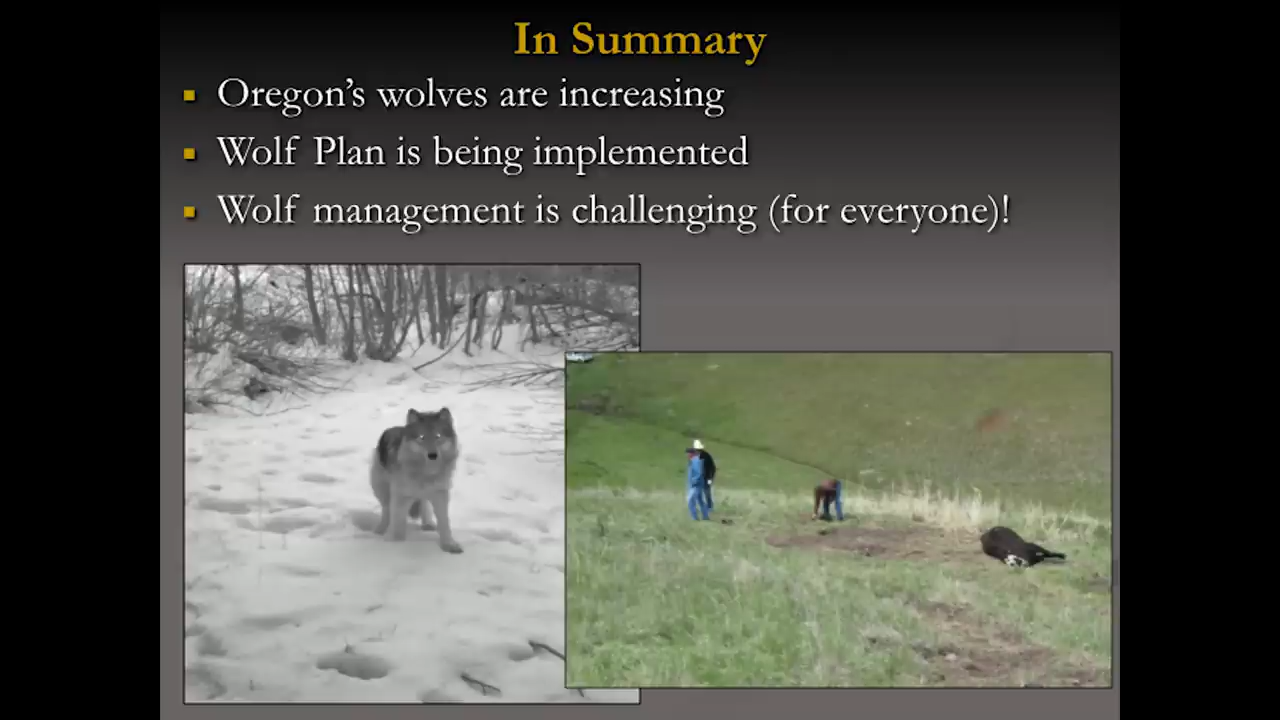 In Summary
Oregon’s wolves are increasing
Wolf Plan is being implemented
Wolf management is challenging (for everyone)!